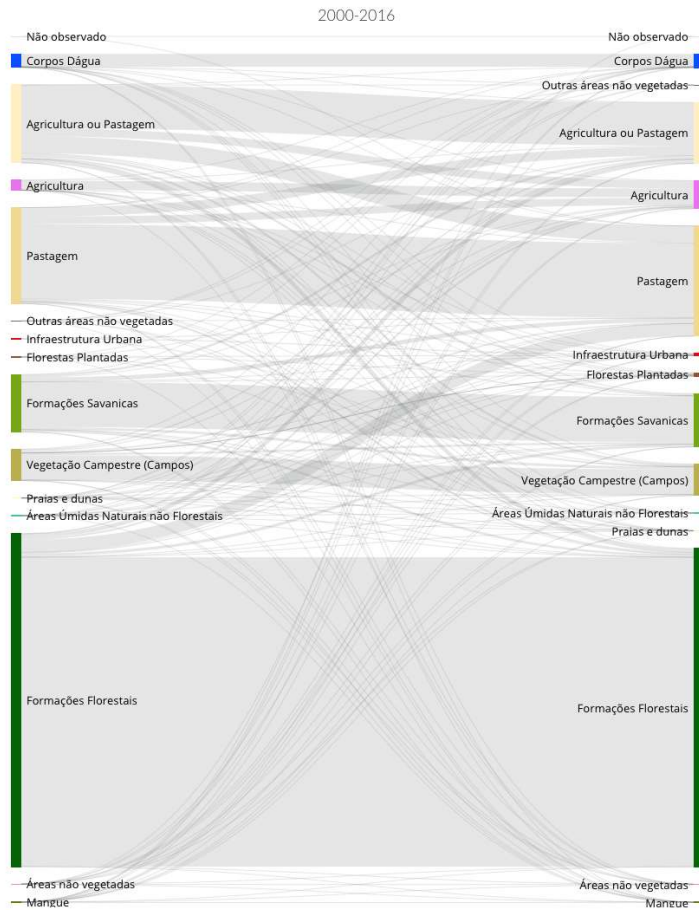 2000-2016
Não observado
Corpos Dágua
Agricultura ou Pastagem
Agricultura
Pastagem
Outras áreas não vegetadas
Infraestrutura Urbana
Florestas Plantadas
Formações Savanicas
Vegetação Campestre (Campos)
Praias e dunas
Áreas Úmidas Naturais não Florestais
Formações Florestais
Áreas não vegetadas
Mangue
Não observado
Corpos Dágua
Outras áreas não vegetadas
Agricultura ou Pastagem
Agricultura
Pastagem
Infraestrutura Urbana
Florestas Plantadas
Formações Savanicas
Vegetação Campestre (Campos)
Áreas Úmidas Naturais não Florestais
Praias e dunas
Formações Florestais
Áreas não vegetadas
Mangue